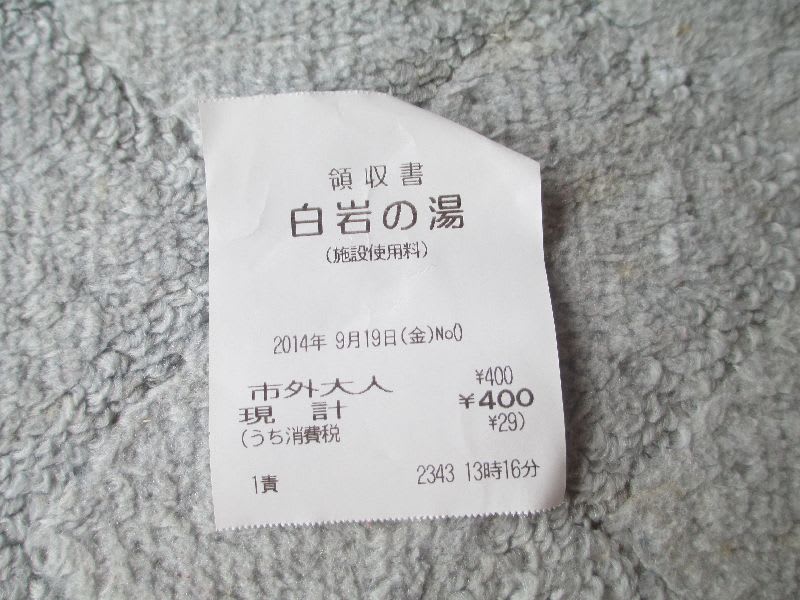 領収書
白岩の湯
(施設使用料)
2014年 9月19日(金)No0
市外大人 ¥400
現 計 ¥400
(うち消費税 ¥29)
1責 2343 13時16分